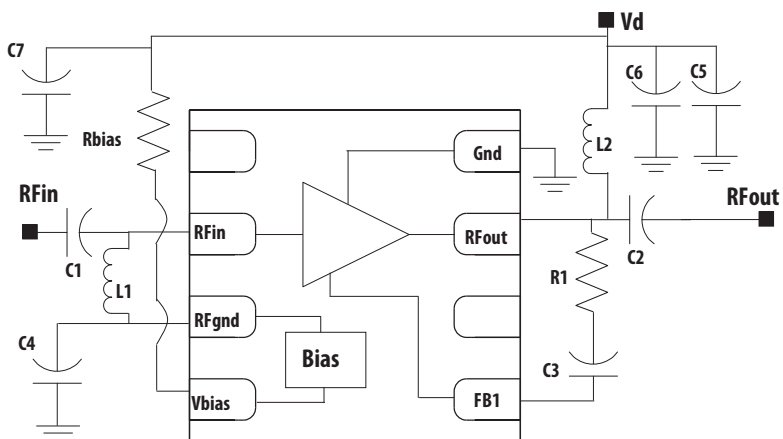 Vd
C7
C6
C5
Rbias
Gnd
L2
RFin
RFin
RFout
RFout
C1
C2
L1
R1
RFgnd
C4
Bias
C3
Vbias
FB1